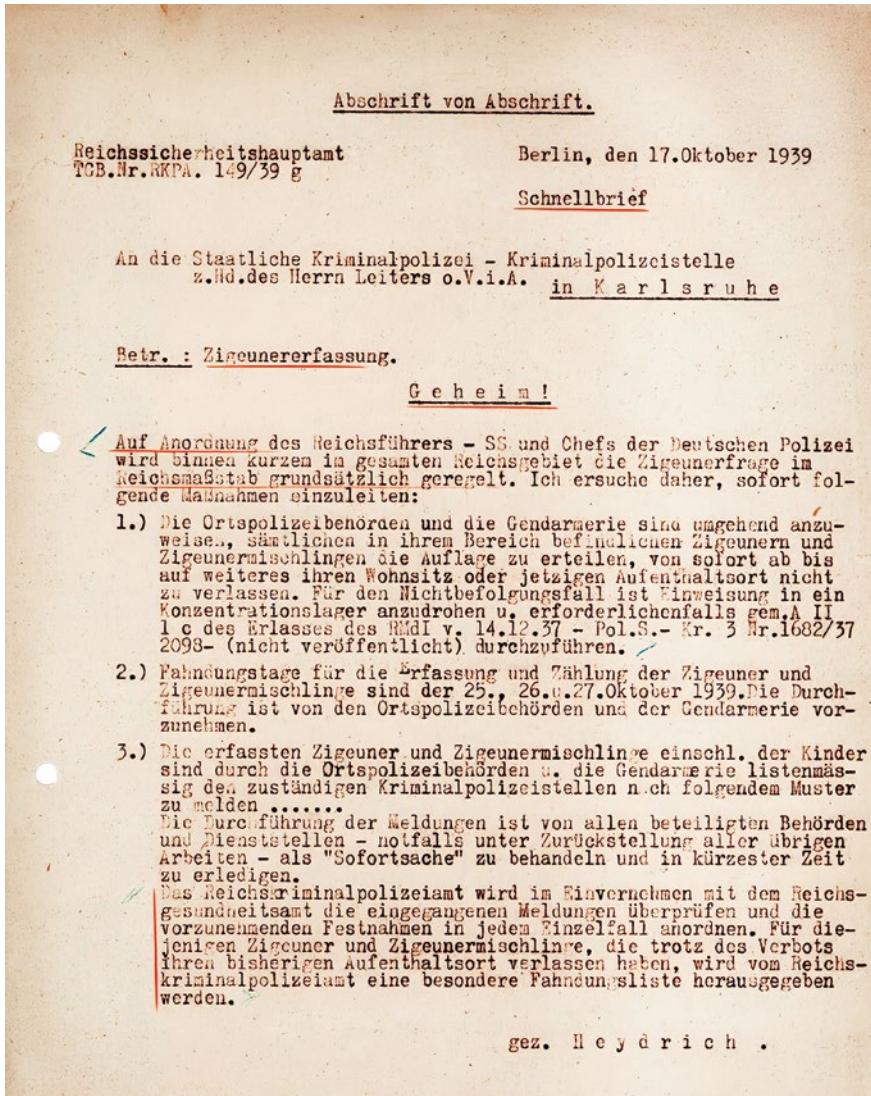 Abschrift von Abschrift.
Reichssicherheitshauptamt
TGB.Nr.RKPA. 149/39 g
Berlin, den 17.Oktober 1939
Schnellbrief
An die Staatliche Kriminalpolizei - Kriminalpolizeistelle
z.Hd.des Herrn Leiters o.V.i.A.
in K a r l s r u h e
Betr. : Zigeunererfassung.
G e h e i m !
Auf Anordnung des Reichsführers - SS und Chefs der Deutschen Polizei
wird binnen kurzem im gesamten Reichsgebiet die Zigeunerfrage im
Reichsmaßstab grundsätzlich geregelt. Ich ersuche daher, sofort fol-
gende Maßnahmen einzuleiten:
1.) Die Ortspolizeibehörden und die Gendarmerie sind umgehend anzu-
weisen, sämtlichen in ihrem Bereich befindlichen Zigeunern und
Zigeunermischlingen die Auflage zu erteilen, von sofort ab bis
auf weiteres ihren Wohnsitz oder jetzigen Aufenthaltsort nicht
zu verlassen. Für den Nichtbefolgungsfall ist Einweisung in ein
Konzentrationslager anzudrohen u. erforderlichenfalls gem.A II
1 c des Erlasses des RMdI v. 14.12.37 - Pol.S.- Kr. 3 Nr.1682/37
2098- (nicht veröffentlicht) durchzuführen.
2.) Fahndungstage für die Erfassung und Zählung der Zigeuner und
Zigeunermischlinge sind der 25., 26.u.27.Oktober 1939.Die Durch-
führung ist von den Ortspolizeibehörden und der Gendarmerie vor-
zunehmen.
3.) Die erfassten Zigeuner und Zigeunermischlinge einschl. der Kinder
sind durch die Ortspolizeibehörden u. die Gendarmerie listenmäs-
sig den zuständigen Kriminalpolizeistellen nach folgendem Muster
zu melden .......
Die Durchführung der Meldungen ist von allen beteiligten Behörden
und Dienststellen - notfalls unter Zurückstellung aller übrigen
Arbeiten - als "Sofortsache" zu behandeln und in kürzester Zeit
zu erledigen.
Das Reichskriminalpolizeiamt wird im Einvernehmen mit dem Reichs-
gesundheitsamt die eingegangenen Meldungen überprüfen und die
vorzunehmenden Festnahmen in jedem Einzelfall anordnen. Für die-
jenigen Zigeuner und Zigeunermischlinge, die trotz des Verbots
ihren bisherigen Aufenthaltsort verlassen haben, wird vom Reichs-
kriminalpolizeiamt eine besondere Fahndungsliste herausgegeben
werden.
gez. H e y d r i c h .